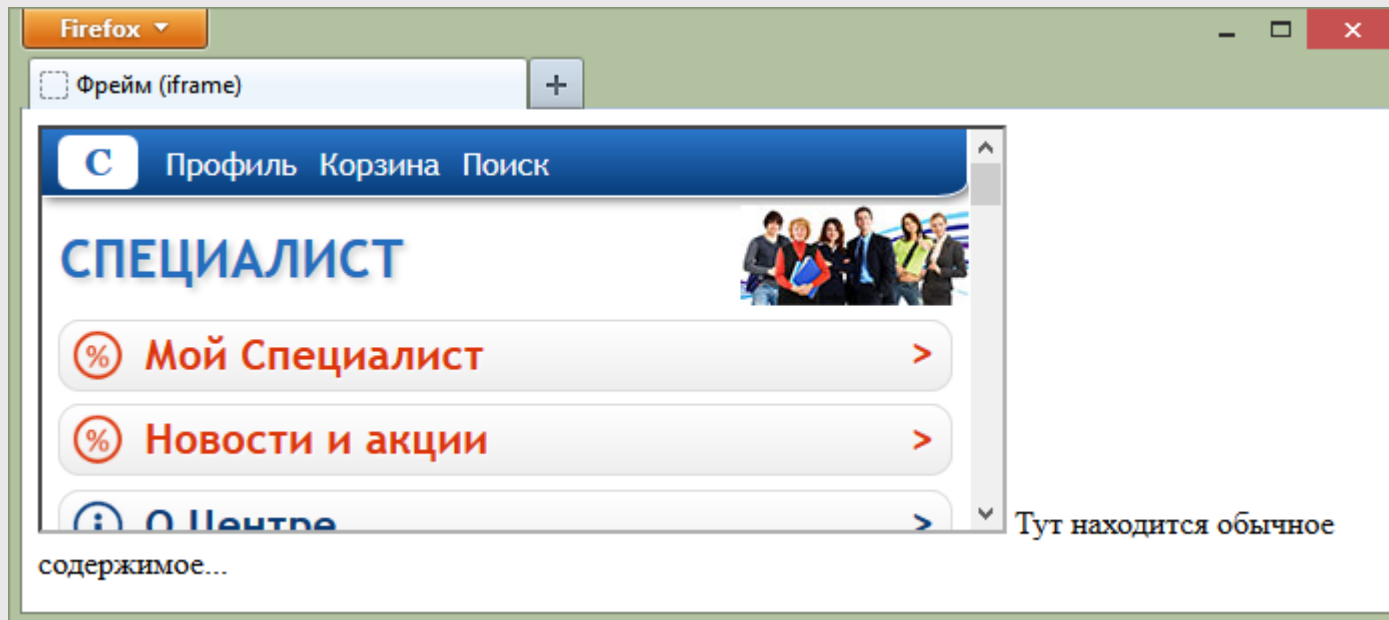 Firefox
Фрейм (iframe)
С Профиль Корзина Поиск
СПЕЦИАЛИСТ
% Мой Специалист >
% Новости и акции >
i О Центре >
Тут находится обычное
содержимое...